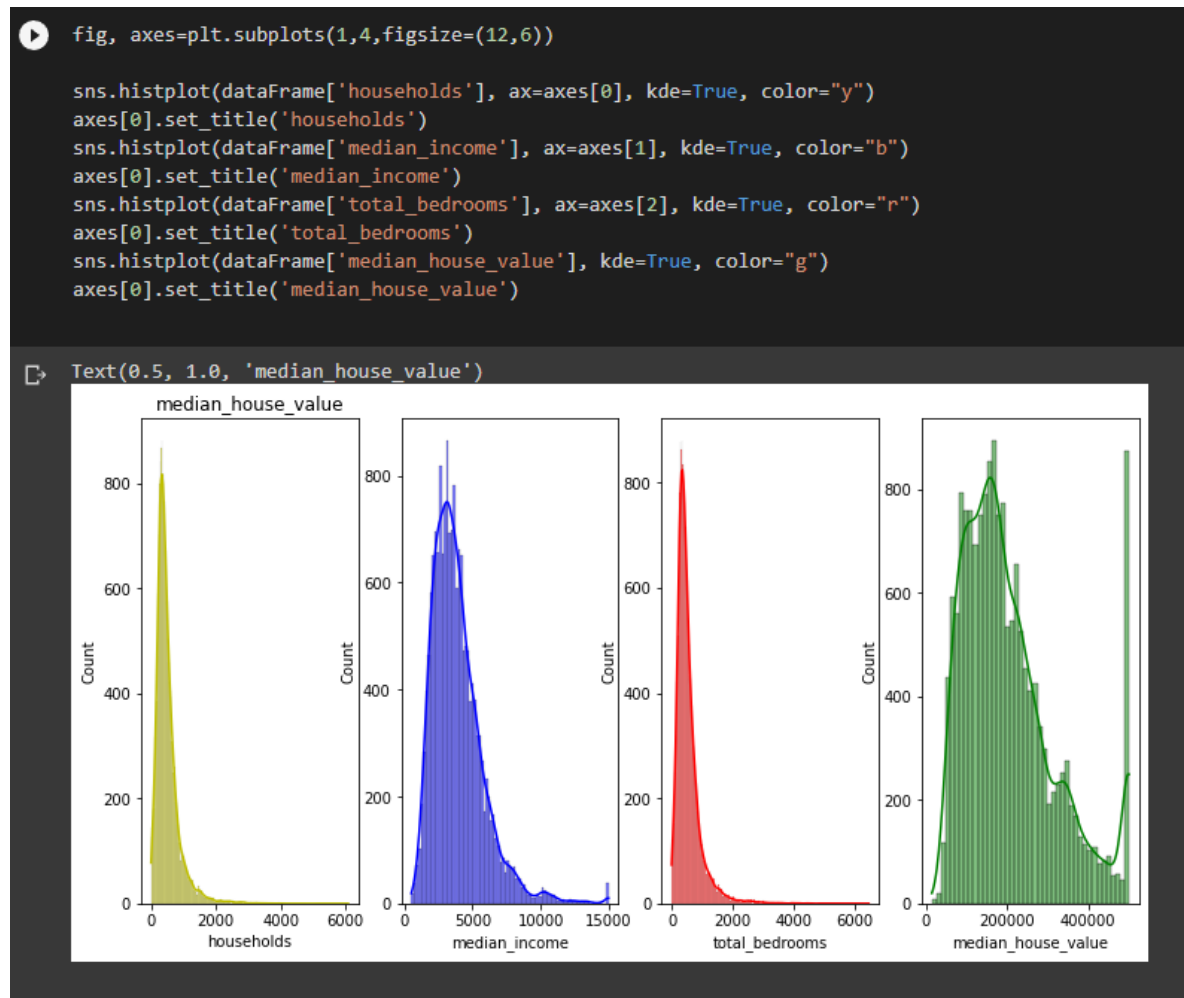 fig, axes=plt.subplots(1,4,figsize=(12,6))
sns.histplot(dataFrame['households'], ax=axes[0], kde=True, color="y")
axes[0].set_title('households')
sns.histplot(dataFrame['median_income'], ax=axes[1], kde=True, color="b")
axes[0].set_title('median_income')
sns.histplot(dataFrame['total_bedrooms'], ax=axes[2], kde=True, color="r")
axes[0].set_title('total_bedrooms')
sns.histplot(dataFrame['median_house_value'], kde=True, color="g")
axes[0].set_title('median_house_value')
Text(0.5, 1.0, 'median_house_value')
median_house_value
800
600
400
200
0
Count
0 2000 4000 6000
households
800
600
400
200
0
Count
0 5000 10000 15000
median_income
800
600
400
200
0
Count
0 2000 4000 6000
total_bedrooms
800
600
400
200
0
Count
0 200000 400000
median_house_value